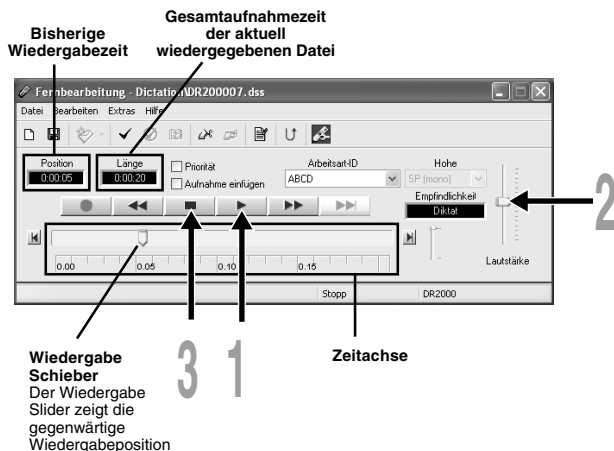 Gesamtaufnahmezeit
der aktuell
wiedergegebenen Datei
Bisherige
Wiedergabezeit
Fernbearbeitung - Dictation\DR200007.dss
Datei Bearbeiten Extras Hilfe
Position
0:00:05
Länge
0:00:20
Priorität
Aufnahme einfügen
Arbeitsart-ID
ABCD
Hohe
SP (mono)
Empfindlichkeit
Diktat
Lautstärke
2
0.00 0.05 0.10 0.15
Stopp DR2000
3 1
Zeitachse
Wiedergabe
Schieber
Der Wiedergabe
Slider zeigt die
gegenwärtige
Wiedergabeposition